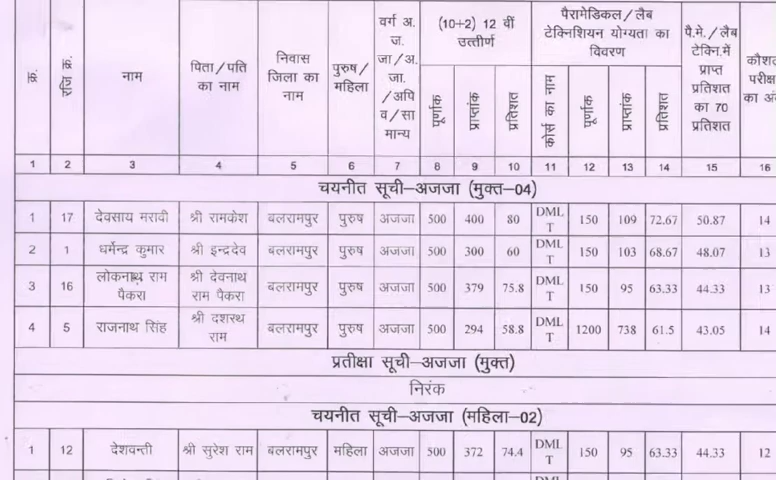 क्र. पंजि क्र. नाम पिता/पति का नाम निवास जिला का नाम पुरुष/महिला वर्ग अ.ज.जा/अ.जा./अपिव/सामान्य (10+2) 12 वीं उत्तीर्ण पैरामेडिकल/लैब टेक्निशियन योग्यता का विवरण पै.मे./लैब टेक्नि.में प्राप्त प्रतिशत का 70 प्रतिशत
पूर्णांक प्राप्तांक प्रतिशत कोर्स का नाम पूर्णांक प्राप्तांक प्रतिशत
1 2 3 4 5 6 7 8 9 10 11 12 13 14 15 16
चयनीत सूची–अजजा (मुक्त–04)
1 17 देवसाय मरावी श्री रामकेश बलरामपुर पुरुष अजजा 500 400 80 DMLT 150 109 72.67 50.87 14
2 1 धर्मेन्द्र कुमार श्री इन्द्रदेव बलरामपुर पुरुष अजजा 500 300 60 DMLT 150 103 68.67 48.07 13
3 16 लोकनाथ राम पैकरा श्री देवनाथ राम पैकरा बलरामपुर पुरुष अजजा 500 379 75.8 DMLT 150 95 63.33 44.33 13
4 5 राजनाथ सिंह श्री दशरथ राम बलरामपुर पुरुष अजजा 500 294 58.8 DMLT 1200 738 61.5 43.05 14
प्रतीक्षा सूची–अजजा (मुक्त)
निरंक
चयनीत सूची–अजजा (महिला–02)
1 12 देशवन्ती श्री सुरेश राम बलरामपुर महिला अजजा 500 372 74.4 DMLT 150 95 63.33 44.33 12